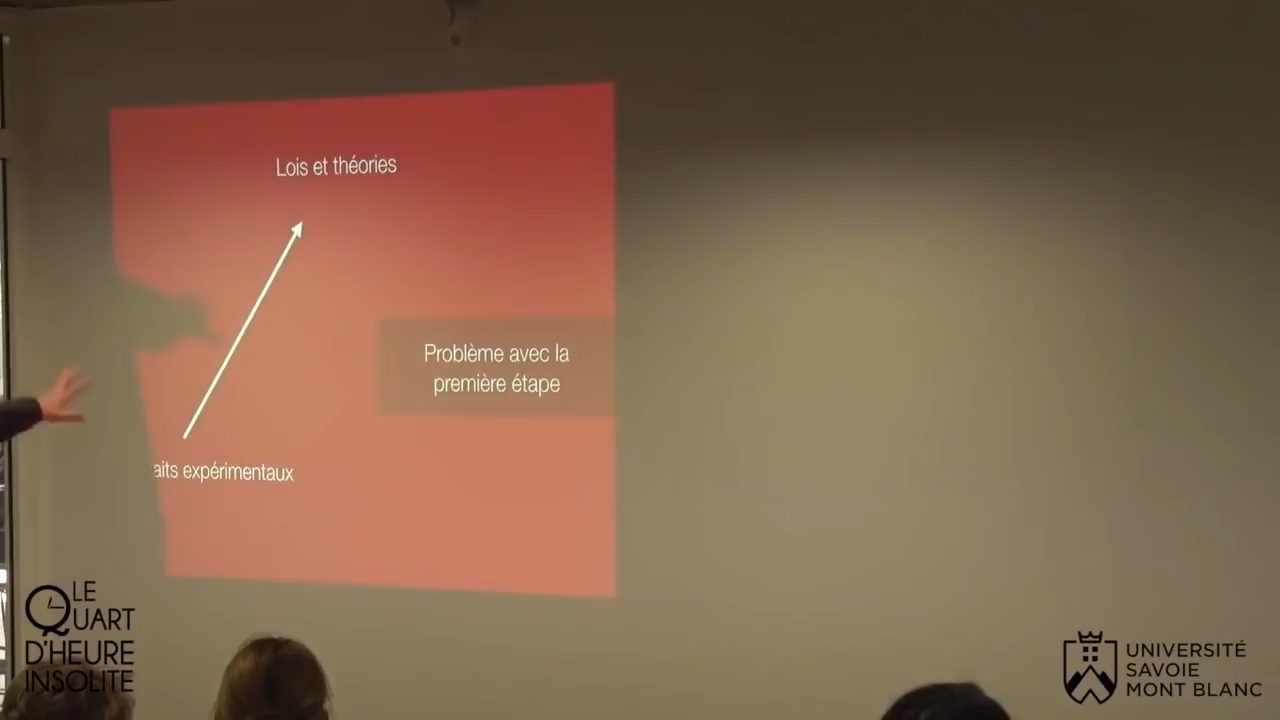 Lois et théories
Problème avec la
première étape
aits expérimentaux
LE
QUART
D'HEURE
INSOLITE
UNIVERSITÉ
SAVOIE
MONT BLANC